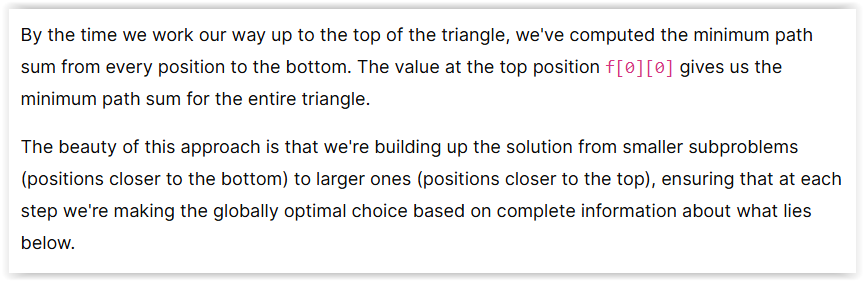 By the time we work our way up to the top of the triangle, we've computed the minimum path
sum from every position to the bottom. The value at the top position f[0][0] gives us the
minimum path sum for the entire triangle.
The beauty of this approach is that we're building up the solution from smaller subproblems
(positions closer to the bottom) to larger ones (positions closer to the top), ensuring that at each
step we're making the globally optimal choice based on complete information about what lies
below.